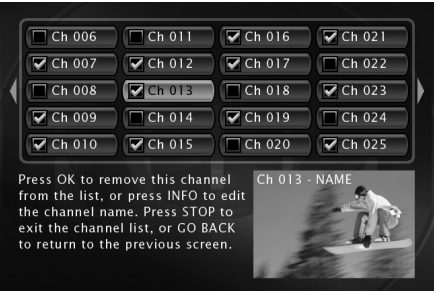 Ch 006 Ch 011 Ch 016 Ch 021
Ch 007 Ch 012 Ch 017 Ch 022
Ch 008 Ch 013 Ch 018 Ch 023
Ch 009 Ch 014 Ch 019 Ch 024
Ch 010 Ch 015 Ch 020 Ch 025
Press OK to remove this channel
from the list, or press INFO to edit
the channel name. Press STOP to
exit the channel list, or GO BACK
to return to the previous screen.
Ch 013 - NAME